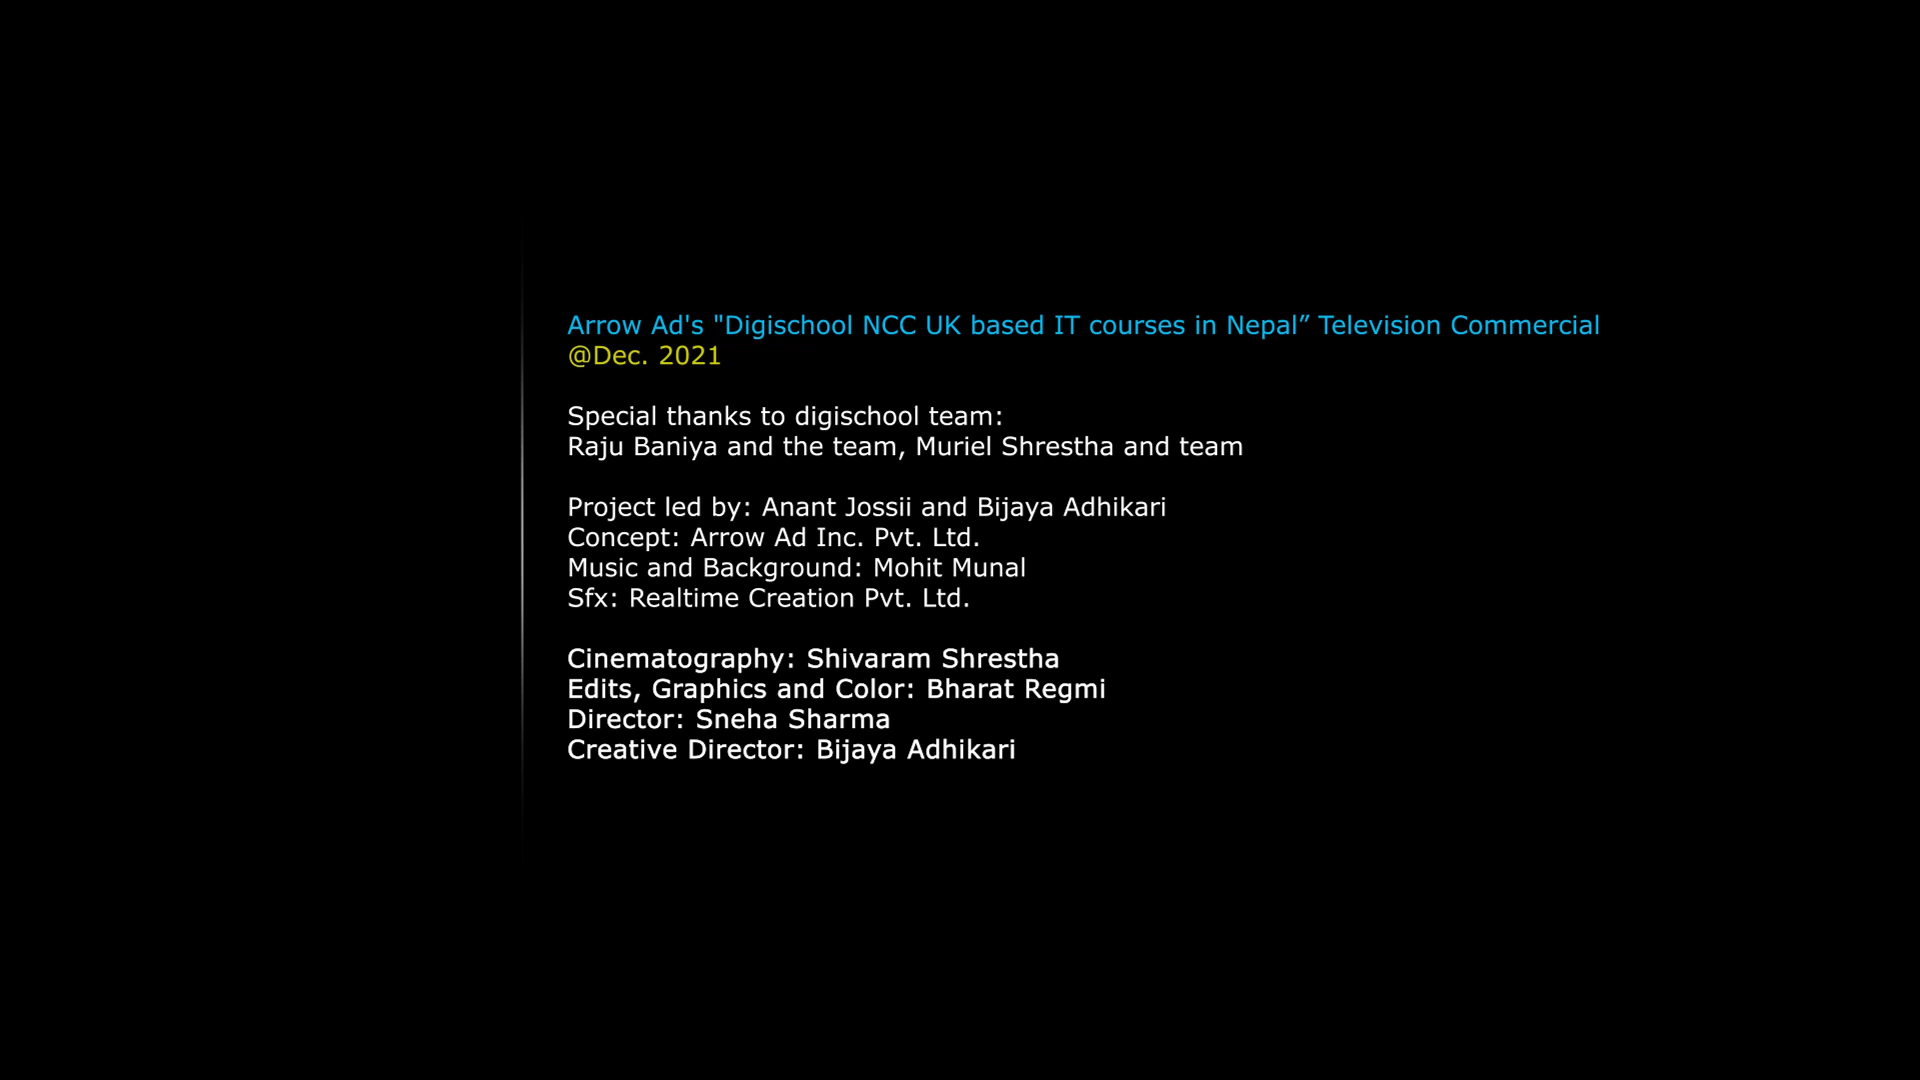 Arrow Ad's "Digischool NCC UK based IT courses in Nepal” Television Commercial
@Dec. 2021
Special thanks to digischool team:
Raju Baniya and the team, Muriel Shrestha and team
Project led by: Anant Jossii and Bijaya Adhikari
Concept: Arrow Ad Inc. Pvt. Ltd.
Music and Background: Mohit Munal
Sfx: Realtime Creation Pvt. Ltd.
Cinematography: Shivaram Shrestha
Edits, Graphics and Color: Bharat Regmi
Director: Sneha Sharma
Creative Director: Bijaya Adhikari